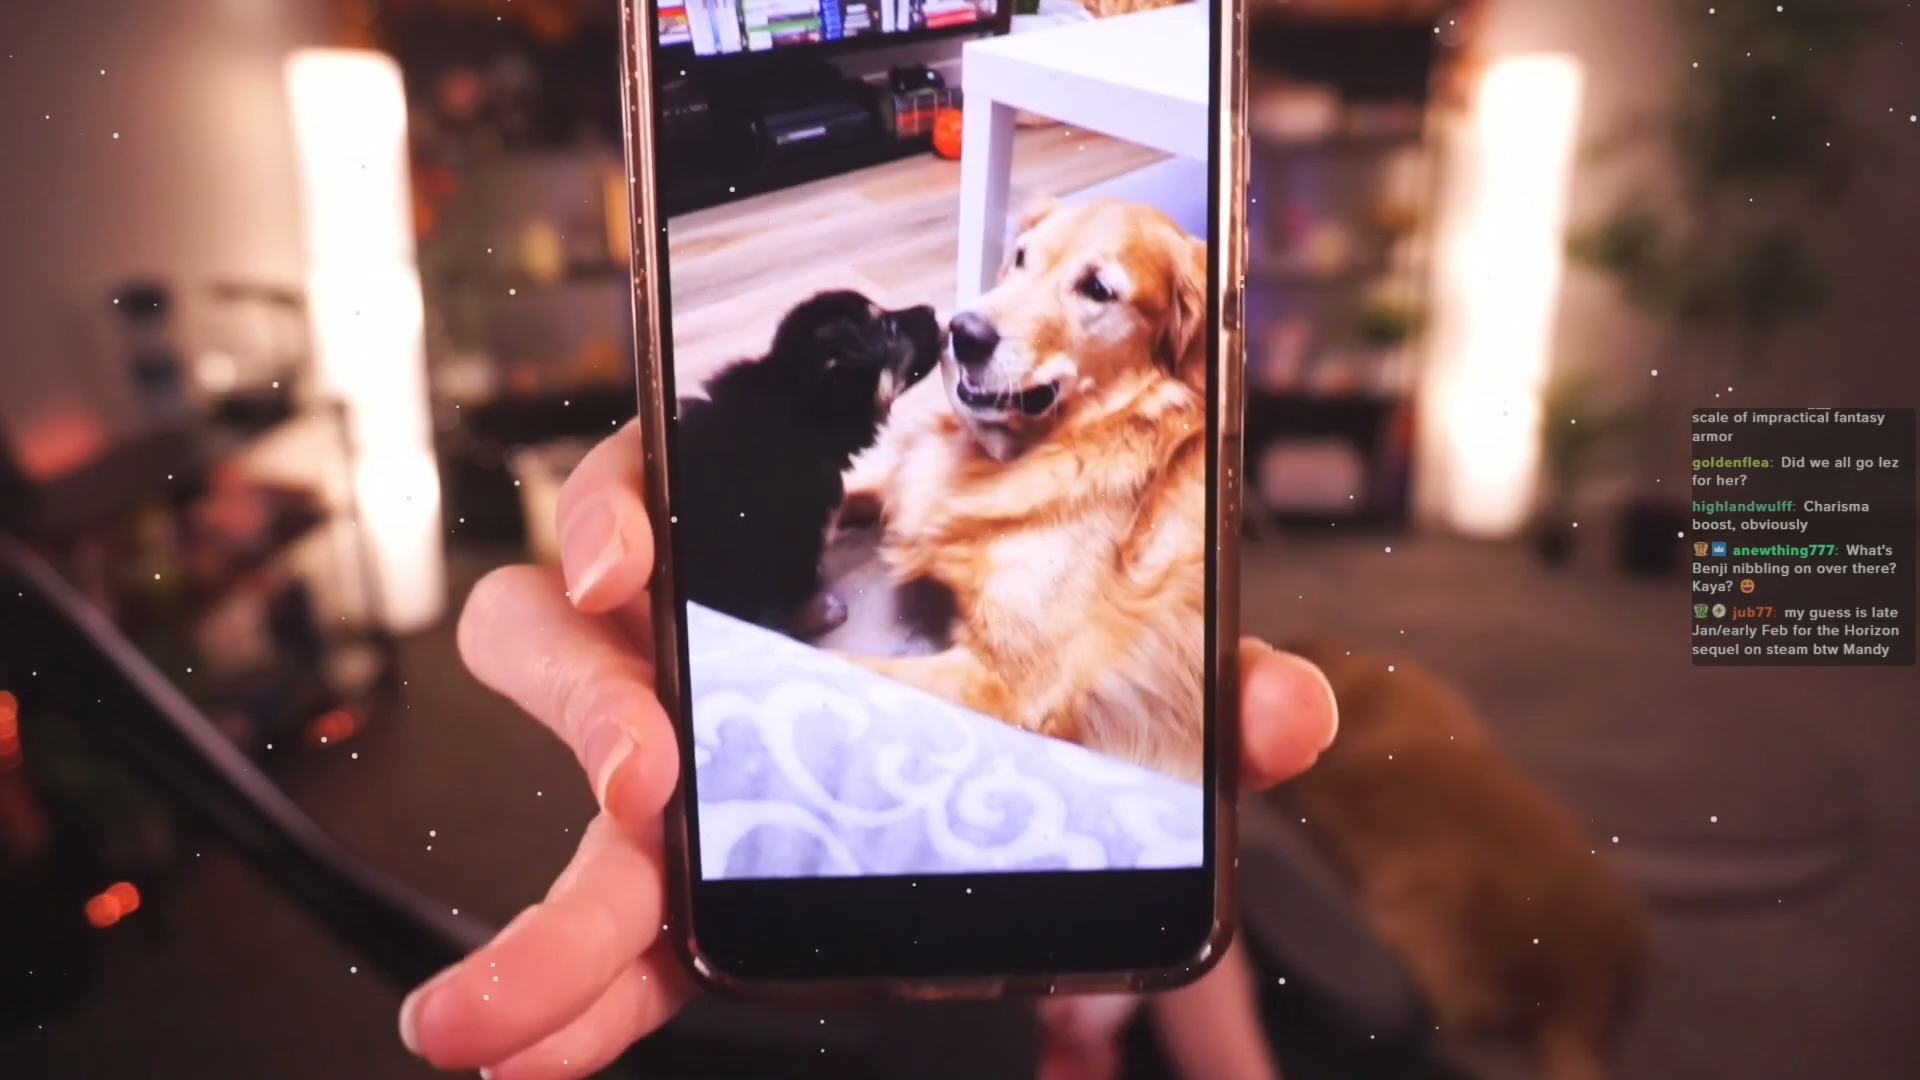 scale of impractical fantasy
armor
goldenflea: Did we all go lez
for her?
highlandwulff: Charisma
boost, obviously
anewthing777: What's
Benji nibbling on over there?
Kaya? 😄
jub77: my guess is late
Jan/early Feb for the Horizon
sequel on steam btw Mandy